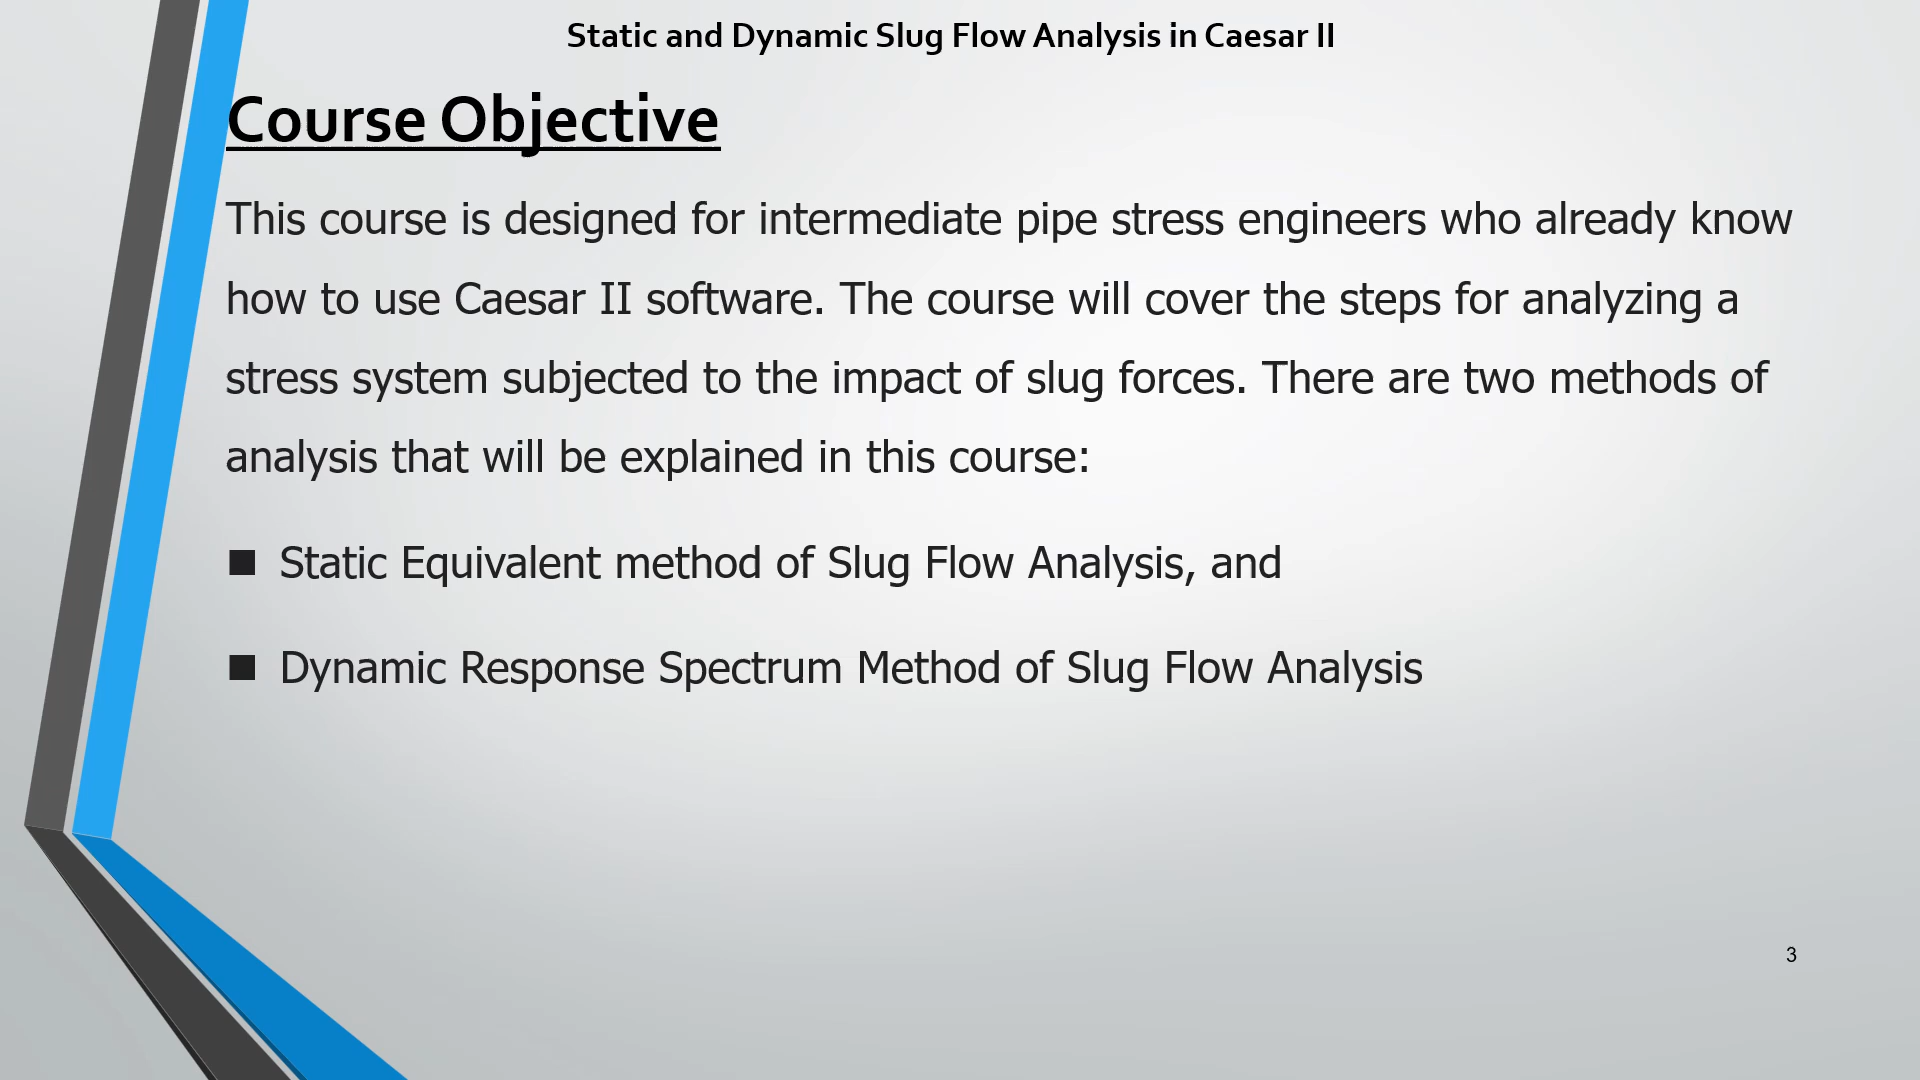 Static and Dynamic Slug Flow Analysis in Caesar II
Course Objective
This course is designed for intermediate pipe stress engineers who already know
how to use Caesar II software. The course will cover the steps for analyzing a
stress system subjected to the impact of slug forces. There are two methods of
analysis that will be explained in this course:
■ Static Equivalent method of Slug Flow Analysis, and
■ Dynamic Response Spectrum Method of Slug Flow Analysis
3